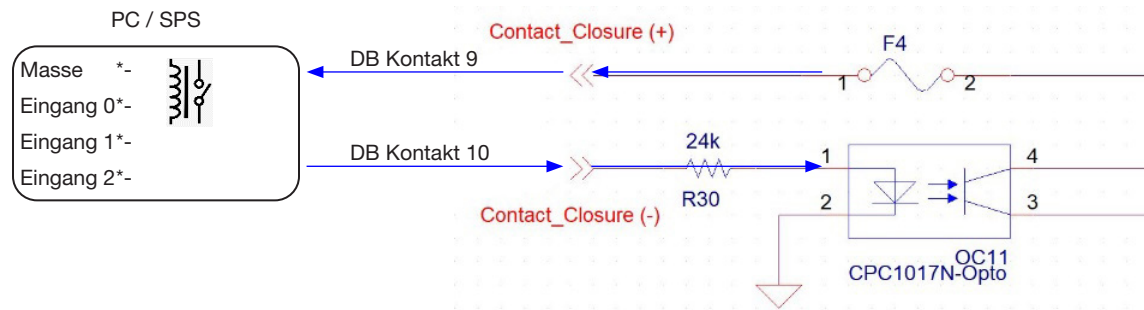 PC / SPS
Masse *-
Eingang 0*-
Eingang 1*-
Eingang 2*-
DB Kontakt 9
Contact_Closure (+)
F4
1
2
DB Kontakt 10
24k
R30
Contact_Closure (-)
1
2
4
3
OC11
CPC1017N-Opto